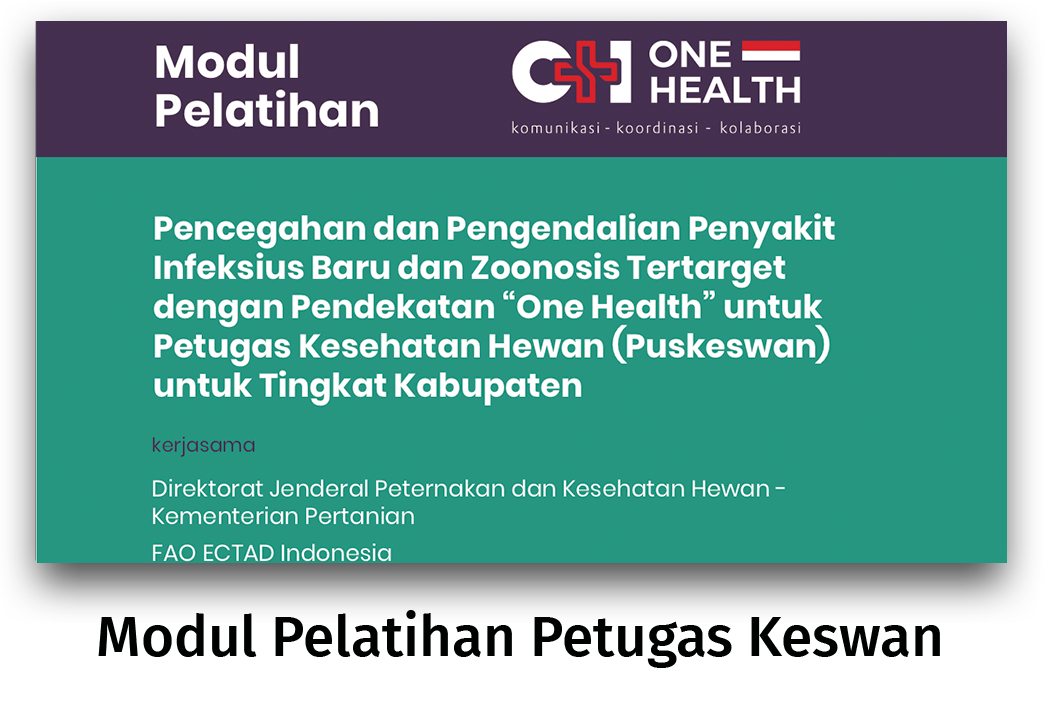 Modul
Pelatihan
OH ONE
HEALTH
komunikasi - koordinasi - kolaborasi
Pencegahan dan Pengendalian Penyakit
Infeksius Baru dan Zoonosis Tertarget
dengan Pendekatan “One Health” untuk
Petugas Kesehatan Hewan (Puskeswan)
untuk Tingkat Kabupaten
kerjasama
Direktorat Jenderal Peternakan dan Kesehatan Hewan -
Kementerian Pertanian
FAO ECTAD Indonesia
Modul Pelatihan Petugas Keswan